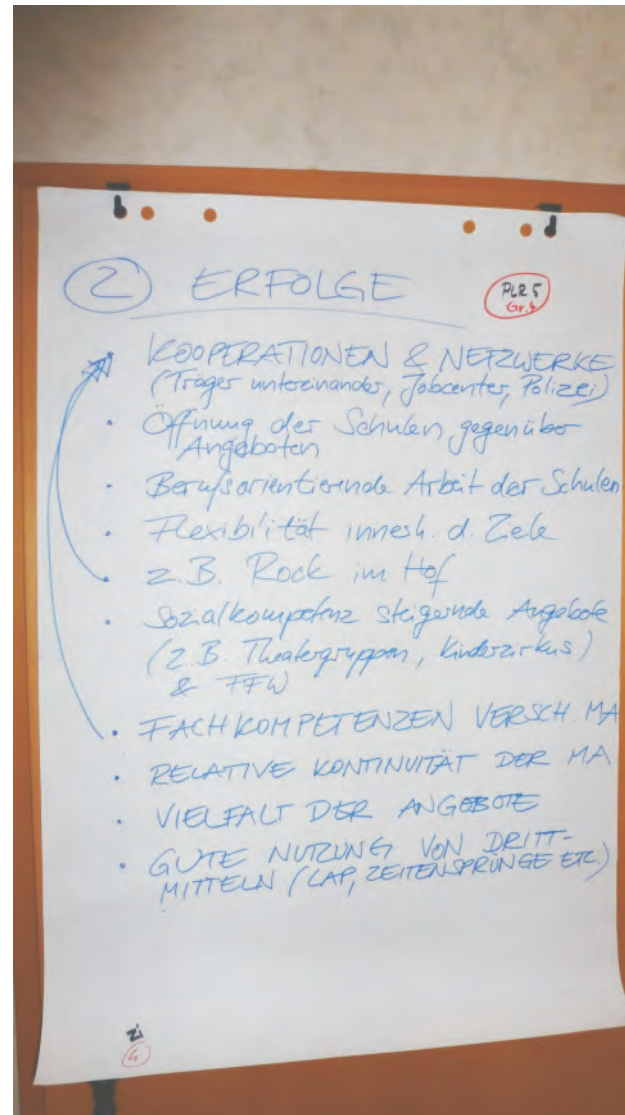 ② ERFOLGE
PLR 5
Gr. 4
KOOPERATIONEN & NETZWERKE
(Träger untereinander, Jobcenter, Polizei)
• Öffnung der Schulen gegenüber
Angeboten
• Berufsorientierende Arbeit der Schulen
• Flexibilität innerh. d. Ziele
• z.B. Rock im Hof
• Sozialkompetenz steigernde Angebote
(z.B. Theatergruppen, Kinderzirkus)
& FFW
• FACHKOMPETENZEN VERSCH. MA
• RELATIVE KONTINUITÄT DER MA
• VIELFALT DER ANGEBOTE
• GUTE NUTZUNG VON DRITT-
MITTELN (LAP, ZEITENSPRÜNGE ETC.)
Zi
4